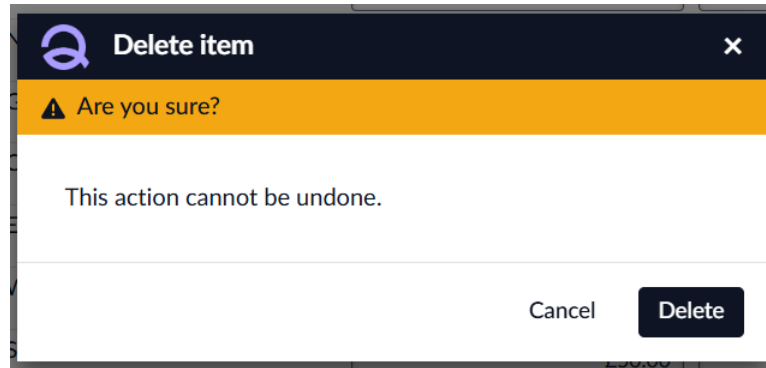 Delete item
Are you sure?
This action cannot be undone.
Cancel
Delete